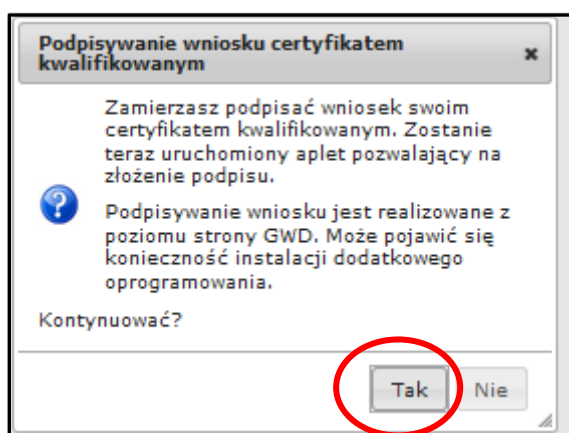 Podpisywanie wniosku certyfikatem
kwalifikowanym
Zamierzasz podpisać wniosek swoim
certyfikatem kwalifikowanym. Zostanie
teraz uruchomiony aplet pozwalający na
złożenie podpisu.
Podpisywanie wniosku jest realizowane z
poziomu strony GWD. Może pojawić się
konieczność instalacji dodatkowego
oprogramowania.
Kontynuować?
Tak Nie